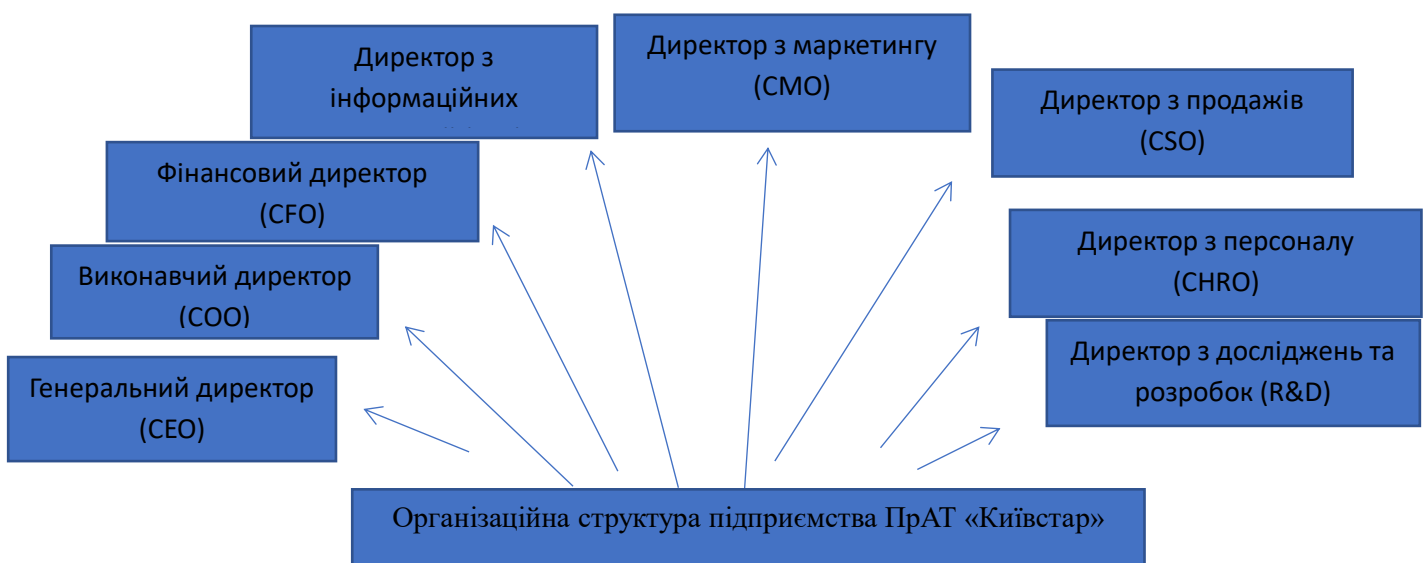 Директор з
інформаційних
Директор з маркетингу
(CMO)
Директор з продажів
(CSO)
Фінансовий директор
(CFO)
Директор з персоналу
(CHRO)
Виконавчий директор
(COO)
Директор з досліджень та
розробок (R&D)
Генеральний директор
(CEO)
Організаційна структура підприємства ПрАТ «Київстар»